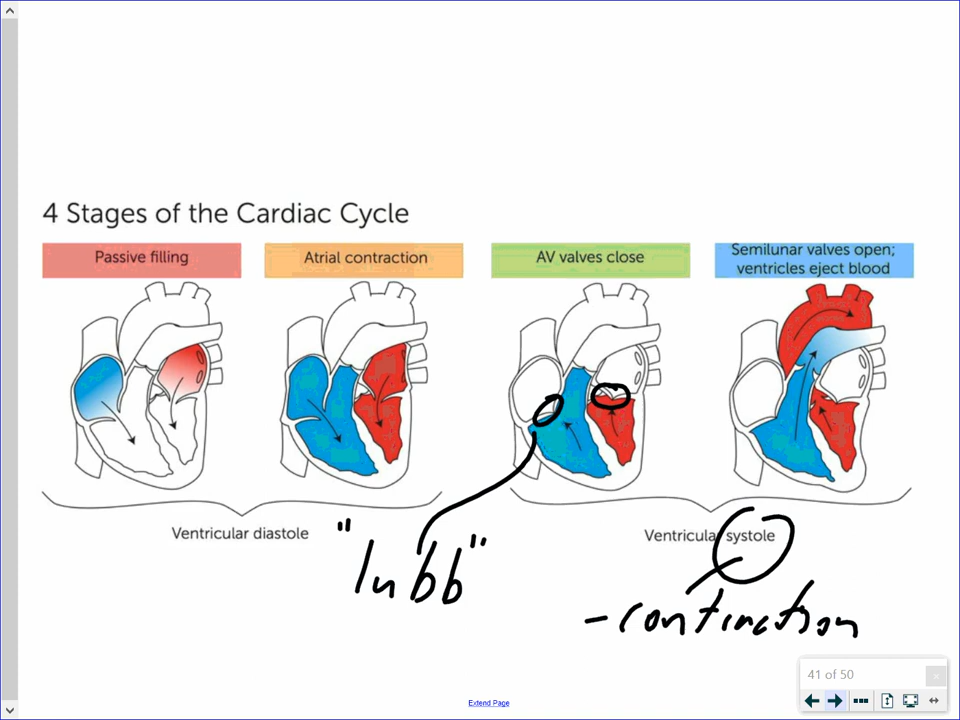 4 Stages of the Cardiac Cycle
Passive filling
Atrial contraction
AV valves close
Semilunar valves open;
ventricles eject blood
Ventricular diastole
Ventricular systole
"lubb"
- contraction
41 of 50
Extend Page